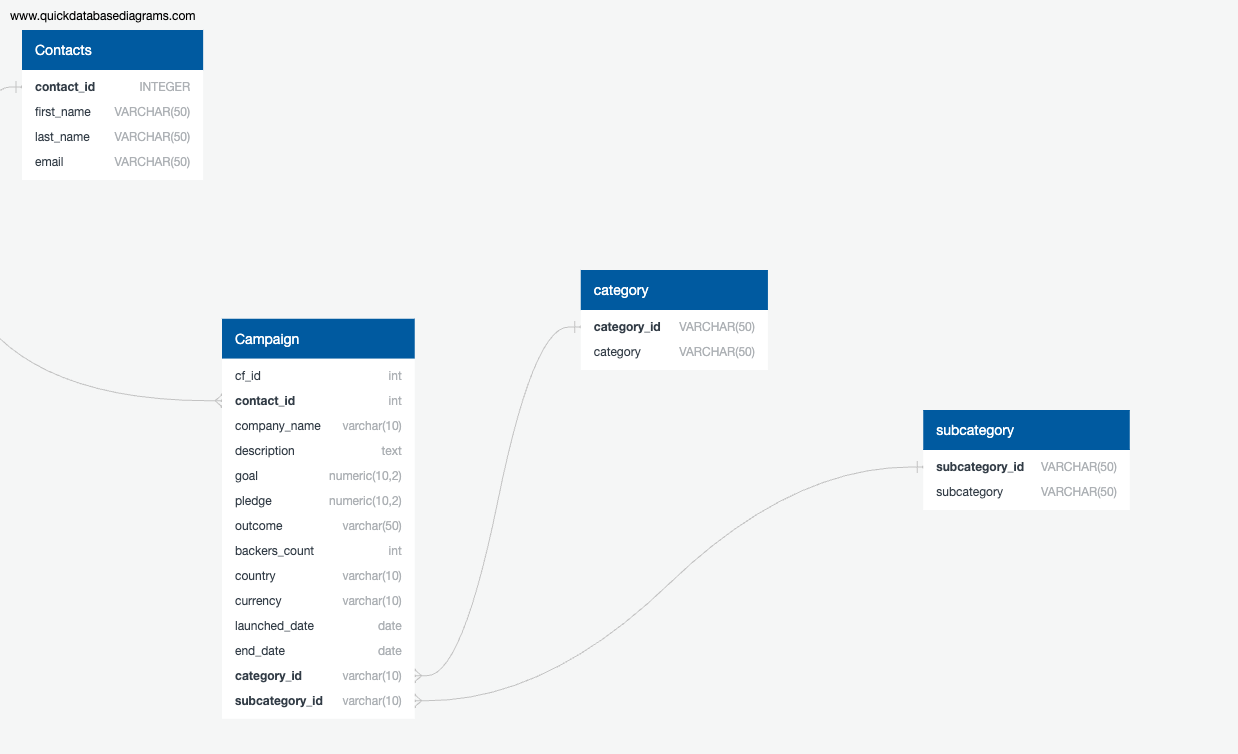 www.quickdatabasediagrams.com
Contacts
contact_id INTEGER
first_name VARCHAR(50)
last_name VARCHAR(50)
email VARCHAR(50)
category
category_id VARCHAR(50)
category VARCHAR(50)
Campaign
cf_id int
contact_id int
company_name varchar(10)
description text
goal numeric(10,2)
pledge numeric(10,2)
outcome varchar(50)
backers_count int
country varchar(10)
currency varchar(10)
launched_date date
end_date date
category_id varchar(10)
subcategory_id varchar(10)
subcategory
subcategory_id VARCHAR(50)
subcategory VARCHAR(50)